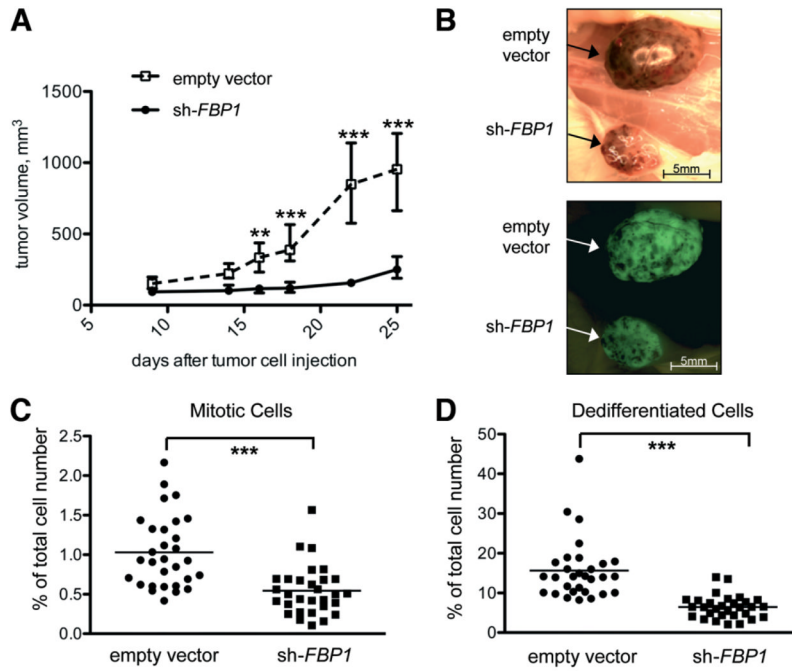 A
empty vector
sh-FBP1
1500
1000
500
0
tumor volume, mm³
**
***
***
***
5
10
15
20
25
days after tumor cell injection
B
empty
vector
sh-FBP1
5mm
empty
vector
sh-FBP1
5mm
C
Mitotic Cells
2.5
2.0
1.5
1.0
0.5
0.0
% of total cell number
***
empty vector
sh-FBP1
D
Dedifferentiated Cells
50
40
30
20
10
0
% of total cell number
***
empty vector
sh-FBP1